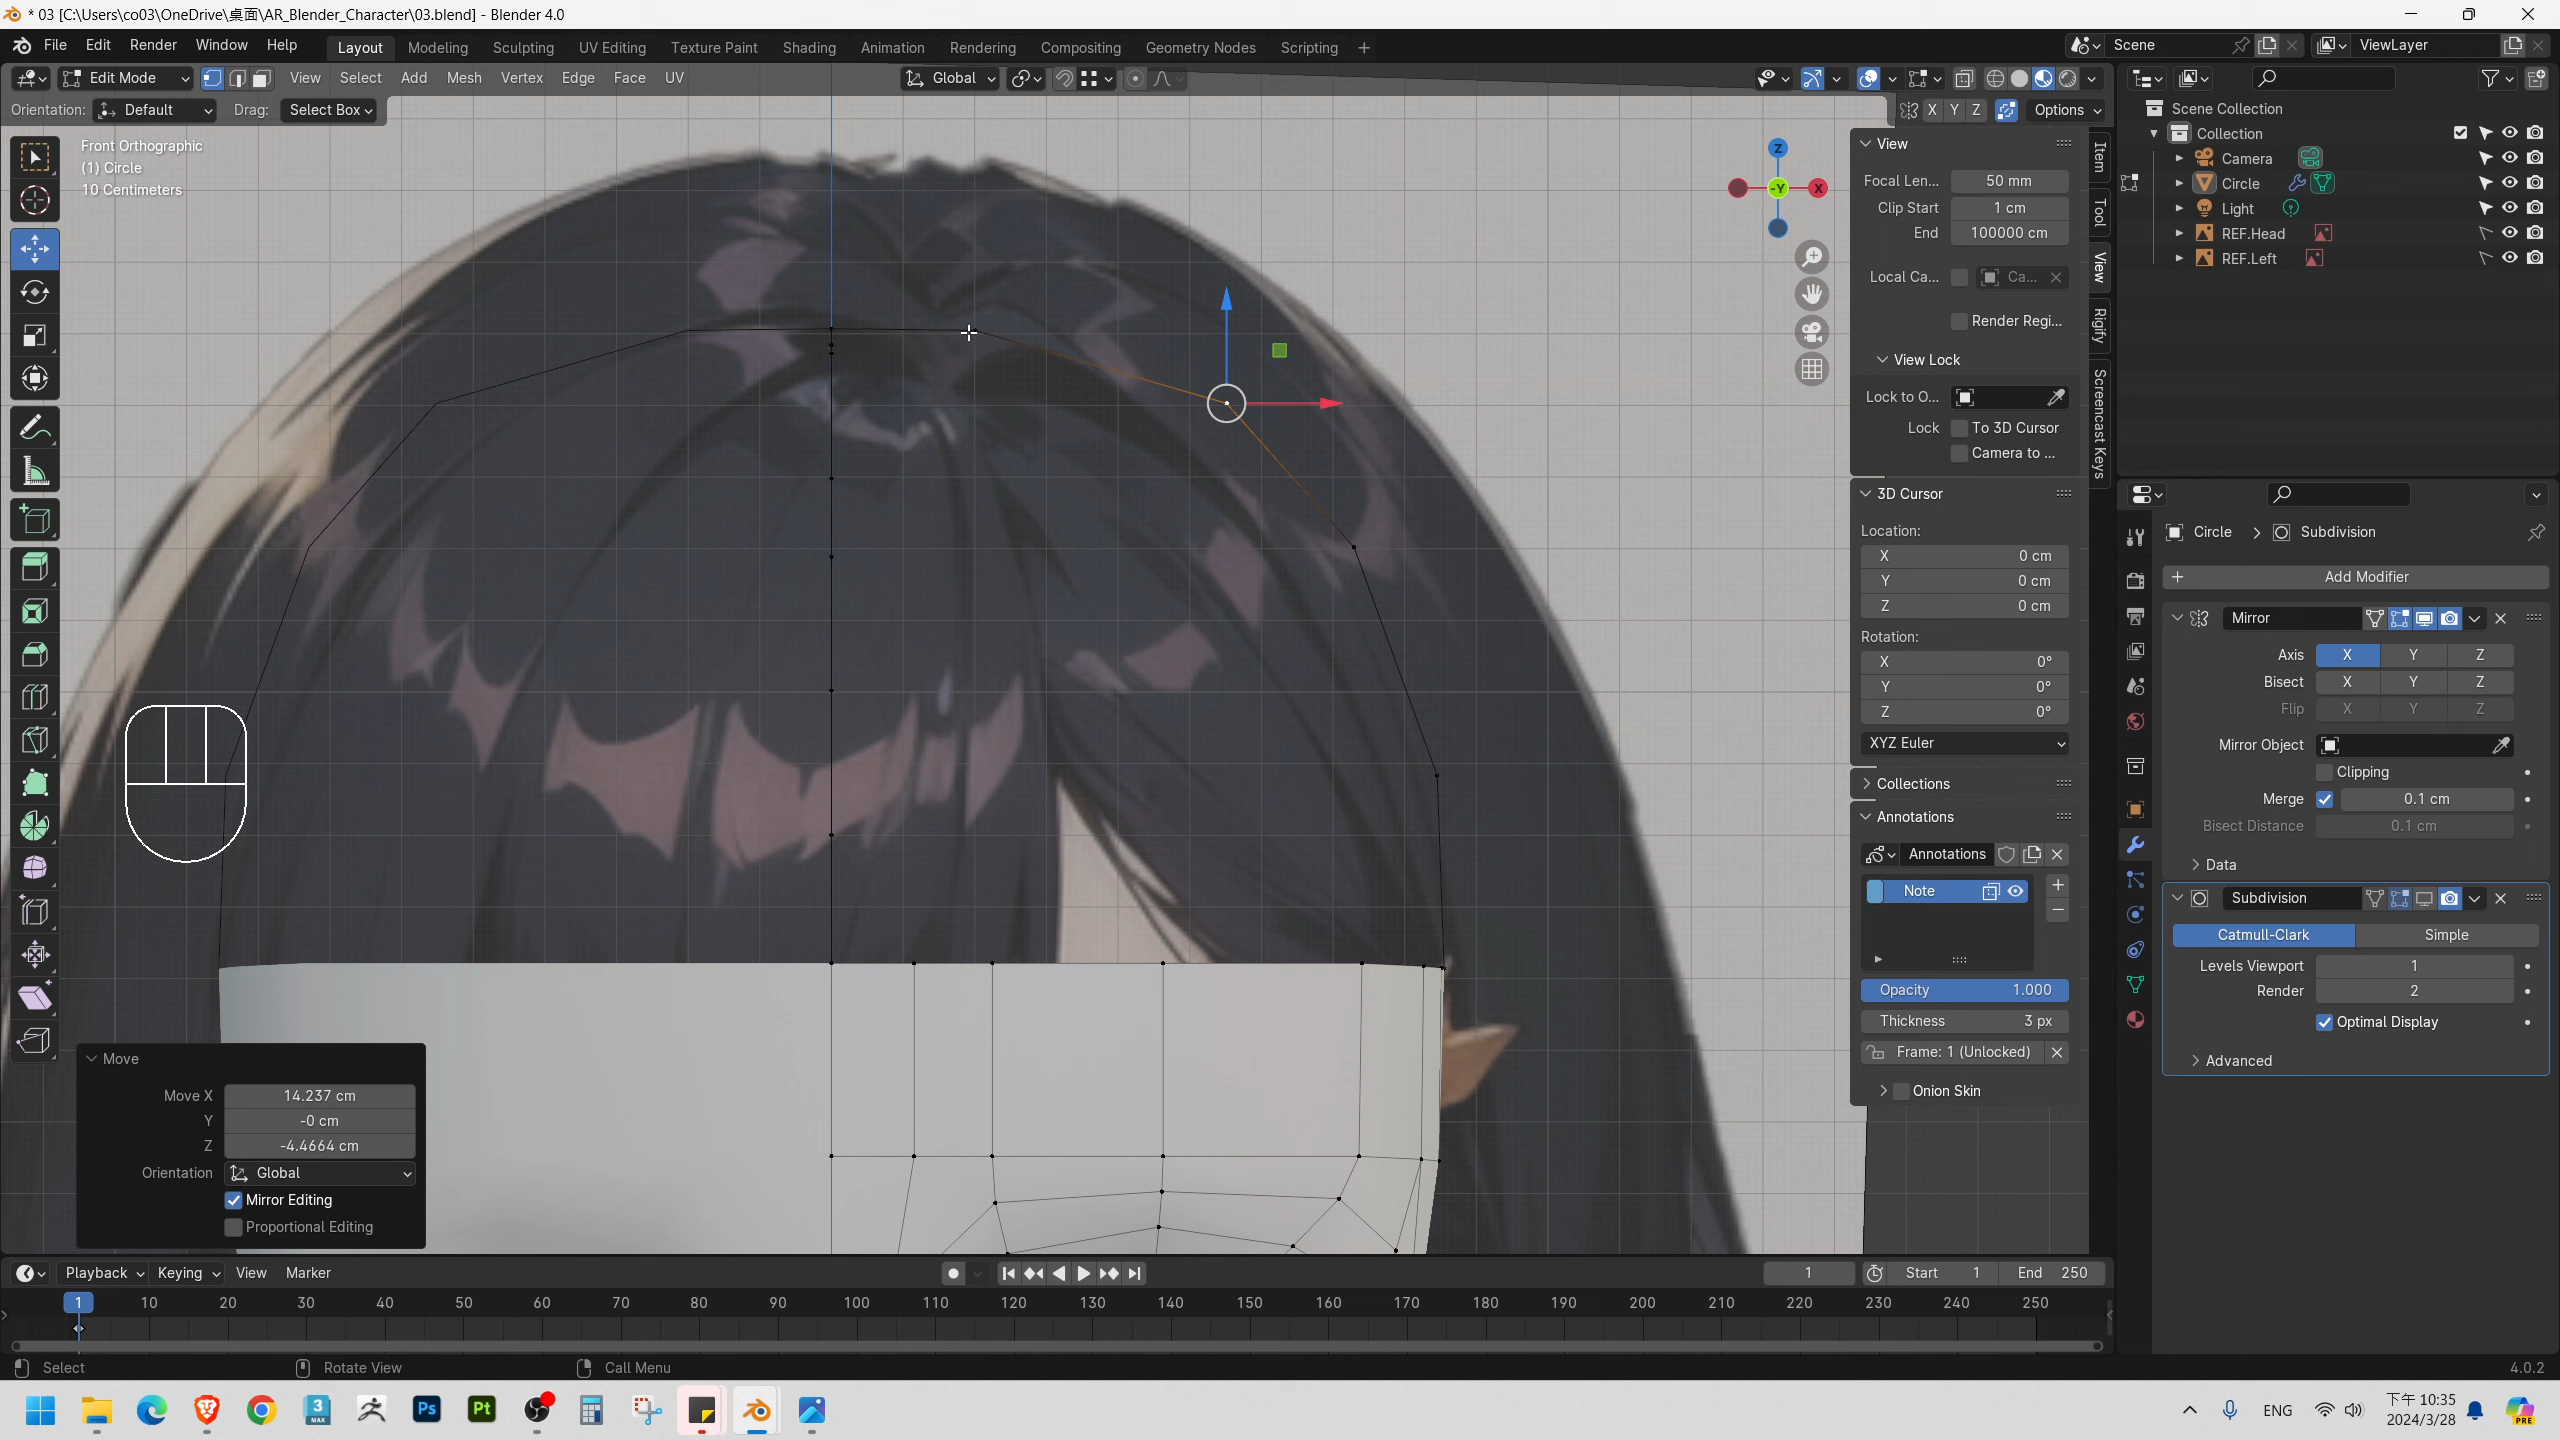 * 03 [C:\Users\co03\OneDrive\桌面\AR_Blender_Character\03.blend] - Blender 4.0
File Edit Render Window Help Layout Modeling Sculpting UV Editing Texture Paint Shading Animation Rendering Compositing Geometry Nodes Scripting + Scene ViewLayer
Edit Mode View Select Add Mesh Vertex Edge Face UV Global
Orientation: Default Drag: Select Box X Y Z Options
Front Orthographic
(1) Circle
10 Centimeters
Z
-Y
X
View
Focal Len... 50 mm
Clip Start 1 cm
End 100000 cm
Local Ca... Ca...
Render Regi...
View Lock
Lock to O...
Lock To 3D Cursor
Camera to ...
3D Cursor
Location:
X 0 cm
Y 0 cm
Z 0 cm
Rotation:
X 0°
Y 0°
Z 0°
XYZ Euler
Collections
Annotations
Annotations
Note
Opacity 1.000
Thickness 3 px
Frame: 1 (Unlocked)
Onion Skin
Item
Tool
View
Rigify
Screencast Keys
Scene Collection
Collection
Camera
Circle
Light
REF.Head
REF.Left
Circle > Subdivision
Add Modifier
Mirror
Axis X Y Z
Bisect X Y Z
Flip X Y Z
Mirror Object
Clipping
Merge 0.1 cm
Bisect Distance 0.1 cm
Data
Subdivision
Catmull-Clark Simple
Levels Viewport 1
Render 2
Optimal Display
Advanced
Move
Move X 14.237 cm
Y -0 cm
Z -4.4664 cm
Orientation Global
Mirror Editing
Proportional Editing
Playback Keying View Marker 1 Start 1 End 250
1 10 20 30 40 50 60 70 80 90 100 110 120 130 140 150 160 170 180 190 200 210 220 230 240 250
Select Rotate View Call Menu 4.0.2
3
MAX
Ps
Pt
ENG
下午 10:35
2024/3/28
PRE